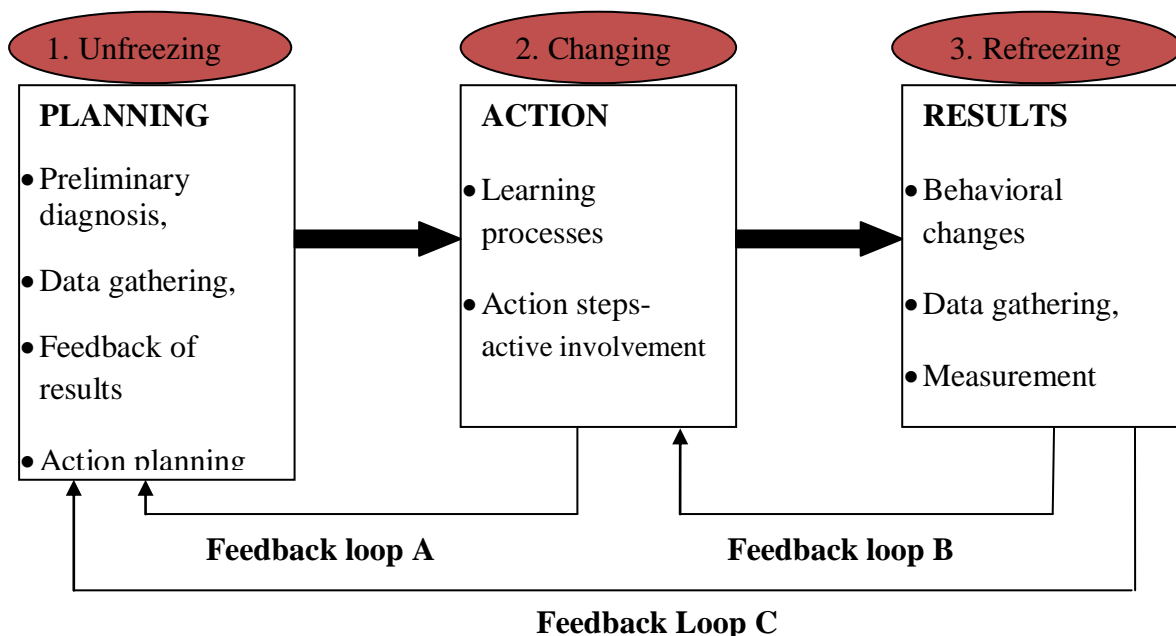 1. Unfreezing
PLANNING
• Preliminary
diagnosis,
• Data gathering,
• Feedback of
results
• Action planning
2. Changing
ACTION
• Learning
processes
• Action steps-
active involvement
3. Refreezing
RESULTS
• Behavioral
changes
• Data gathering,
• Measurement
Feedback loop A
Feedback loop B
Feedback Loop C